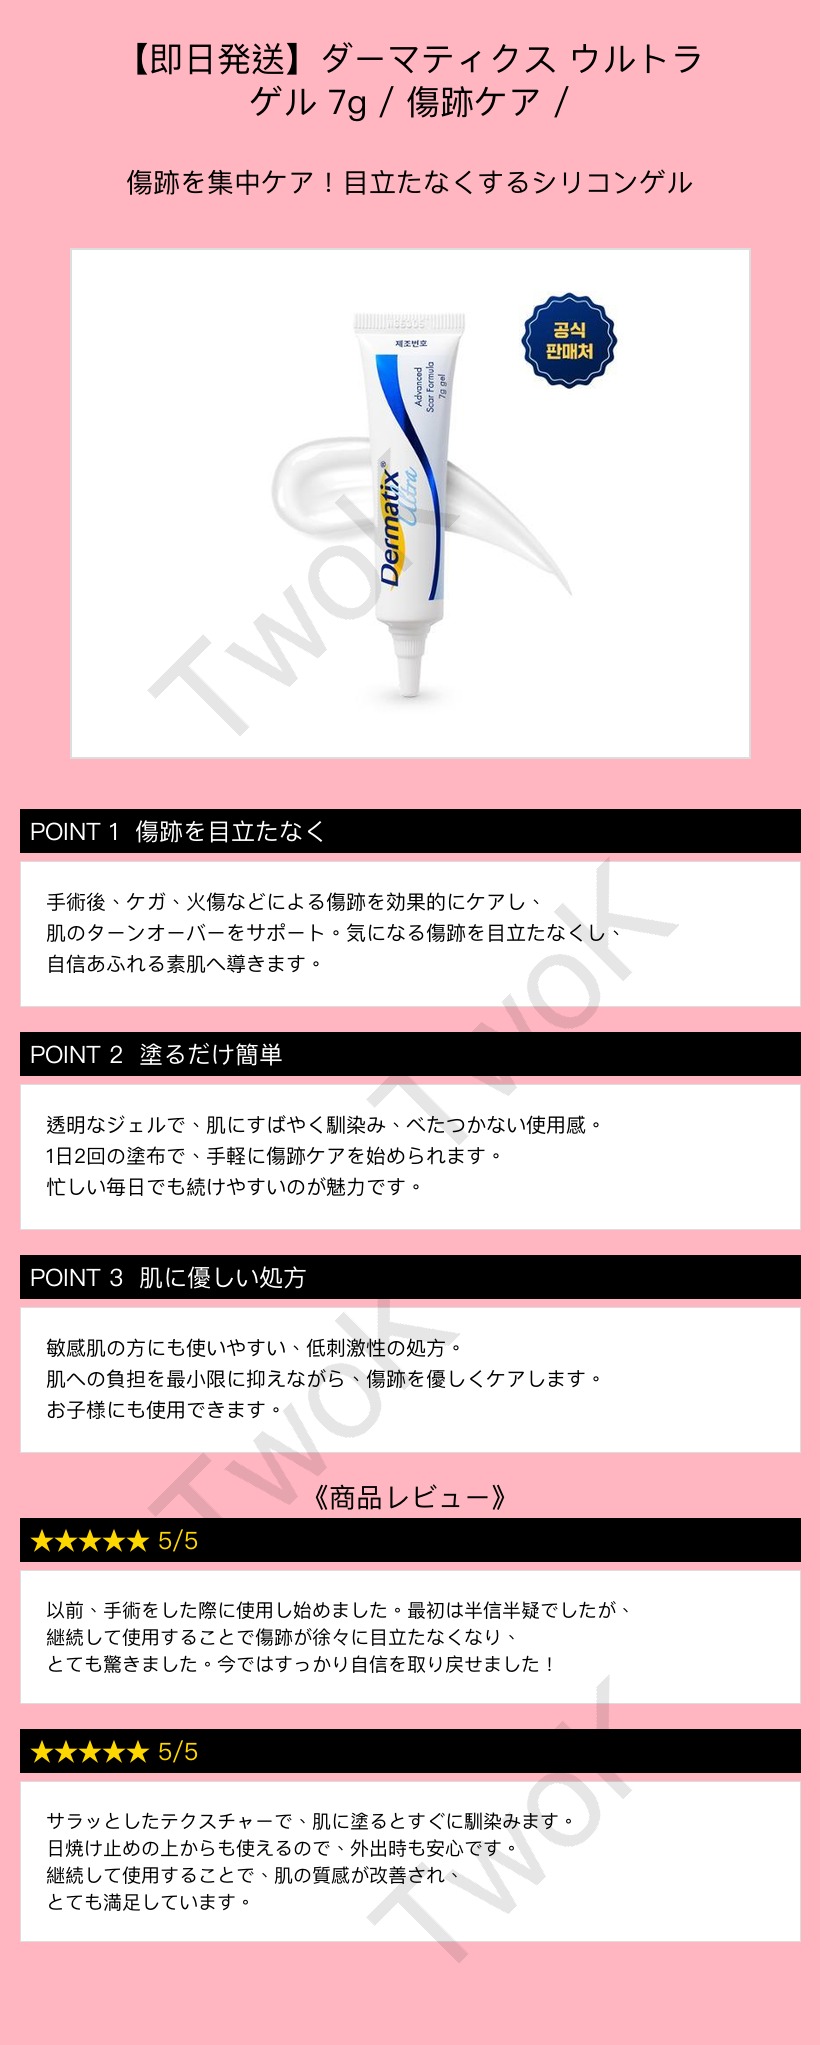 【即日発送】ダーマティクス ウルトラ
ゲル 7g / 傷跡ケア /
傷跡を集中ケア！目立たなくするシリコンゲル
공식
판매처
제조번호
Advanced
Scar Formula
7g gel
Dermatix®
Ultra
TwoK
POINT 1 傷跡を目立たなく
手術後、ケガ、火傷などによる傷跡を効果的にケアし、
肌のターンオーバーをサポート。気になる傷跡を目立たなくし、
自信あふれる素肌へ導きます。
TwoK
POINT 2 塗るだけ簡単
透明なジェルで、肌にすばやく馴染み、べたつかない使用感。
1日2回の塗布で、手軽に傷跡ケアを始められます。
忙しい毎日でも続けやすいのが魅力です。
POINT 3 肌に優しい処方
敏感肌の方にも使いやすい、低刺激性の処方。
肌への負担を最小限に抑えながら、傷跡を優しくケアします。
お子様にも使用できます。
TwoK
《商品レビュー》
★★★★★ 5/5
以前、手術をした際に使用し始めました。最初は半信半疑でしたが、
継続して使用することで傷跡が徐々に目立たなくなり、
とても驚きました。今ではすっかり自信を取り戻せました！
★★★★★ 5/5
サラッとしたテクスチャーで、肌に塗るとすぐに馴染みます。
日焼け止めの上からも使えるので、外出時も安心です。
継続して使用することで、肌の質感が改善され、
とても満足しています。
TwoK